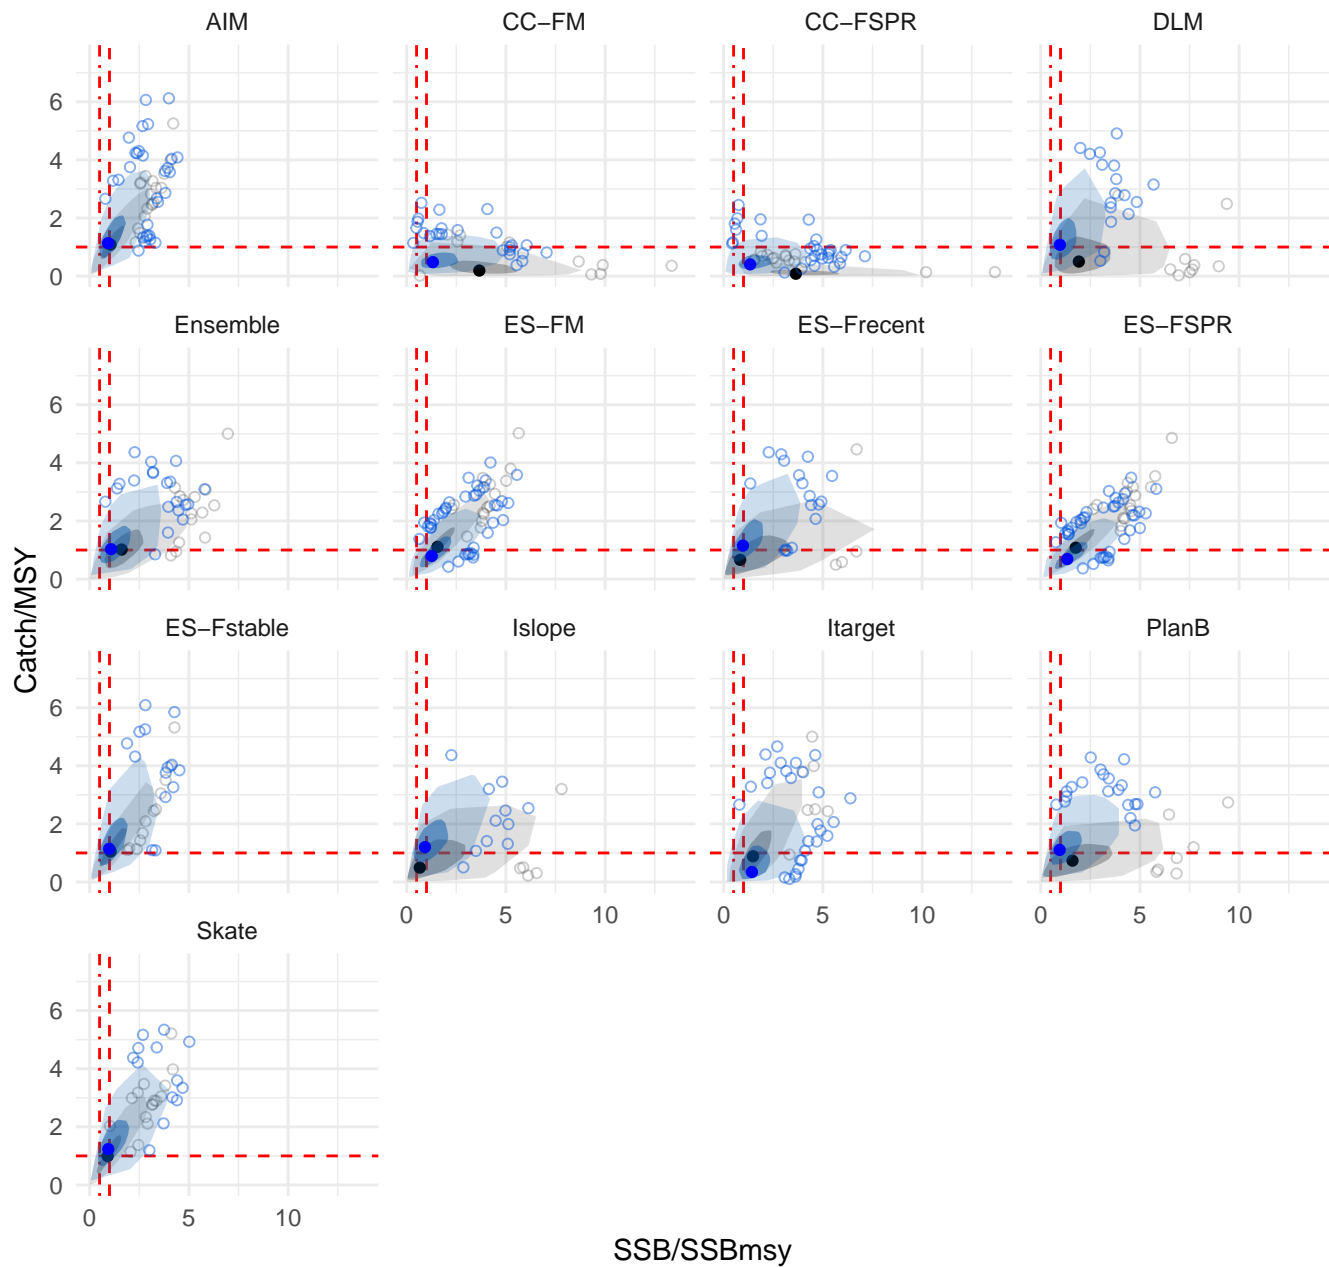 AIM CC−FM CC−FSPR DLM
6
4
2
0
Ensemble ES−FM ES−Frecent ES−FSPR
6
4
2
0
ES−Fstable Islope Itarget PlanB
6
4
2
0
0 5 10 0 5 10 0 5 10
Skate
6
4
2
0
0 5 10
Catch/MSY
SSB/SSBmsy